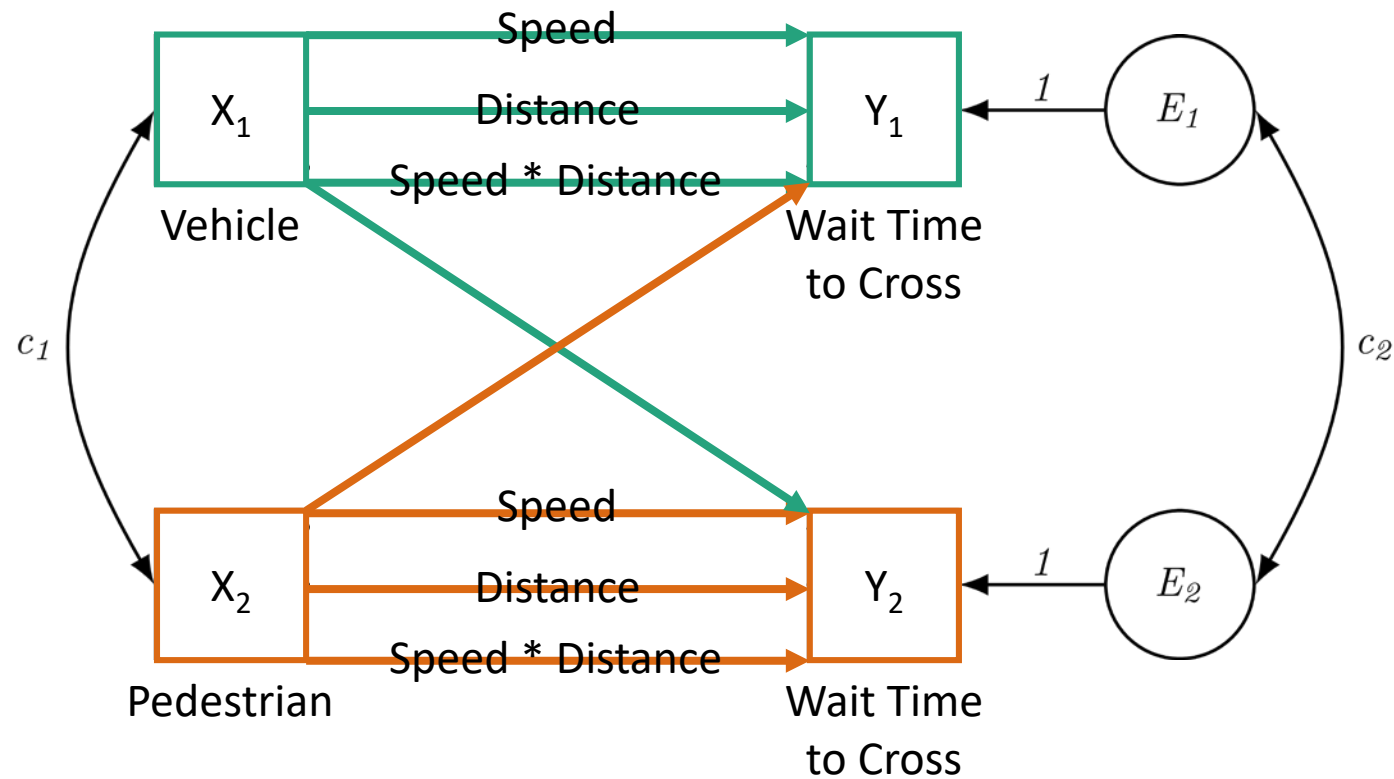 Speed
X₁
Distance
Y₁
1
E₁
Speed * Distance
Vehicle
Wait Time
to Cross
c₁
c₂
Speed
X₂
Distance
Y₂
1
E₂
Speed * Distance
Pedestrian
Wait Time
to Cross